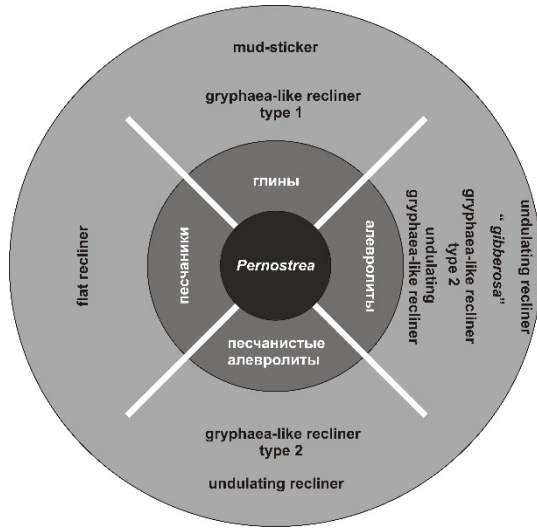 mud-sticker
gryphaea-like recliner
type 1
глины
flat recliner
песчаники
Pernostrea
алевролиты
undulating
gryphaea-like recliner
gryphaea-like recliner
type 2
undulating recliner
“ gibberosa”
песчанистые
алевролиты
gryphaea-like recliner
type 2
undulating recliner